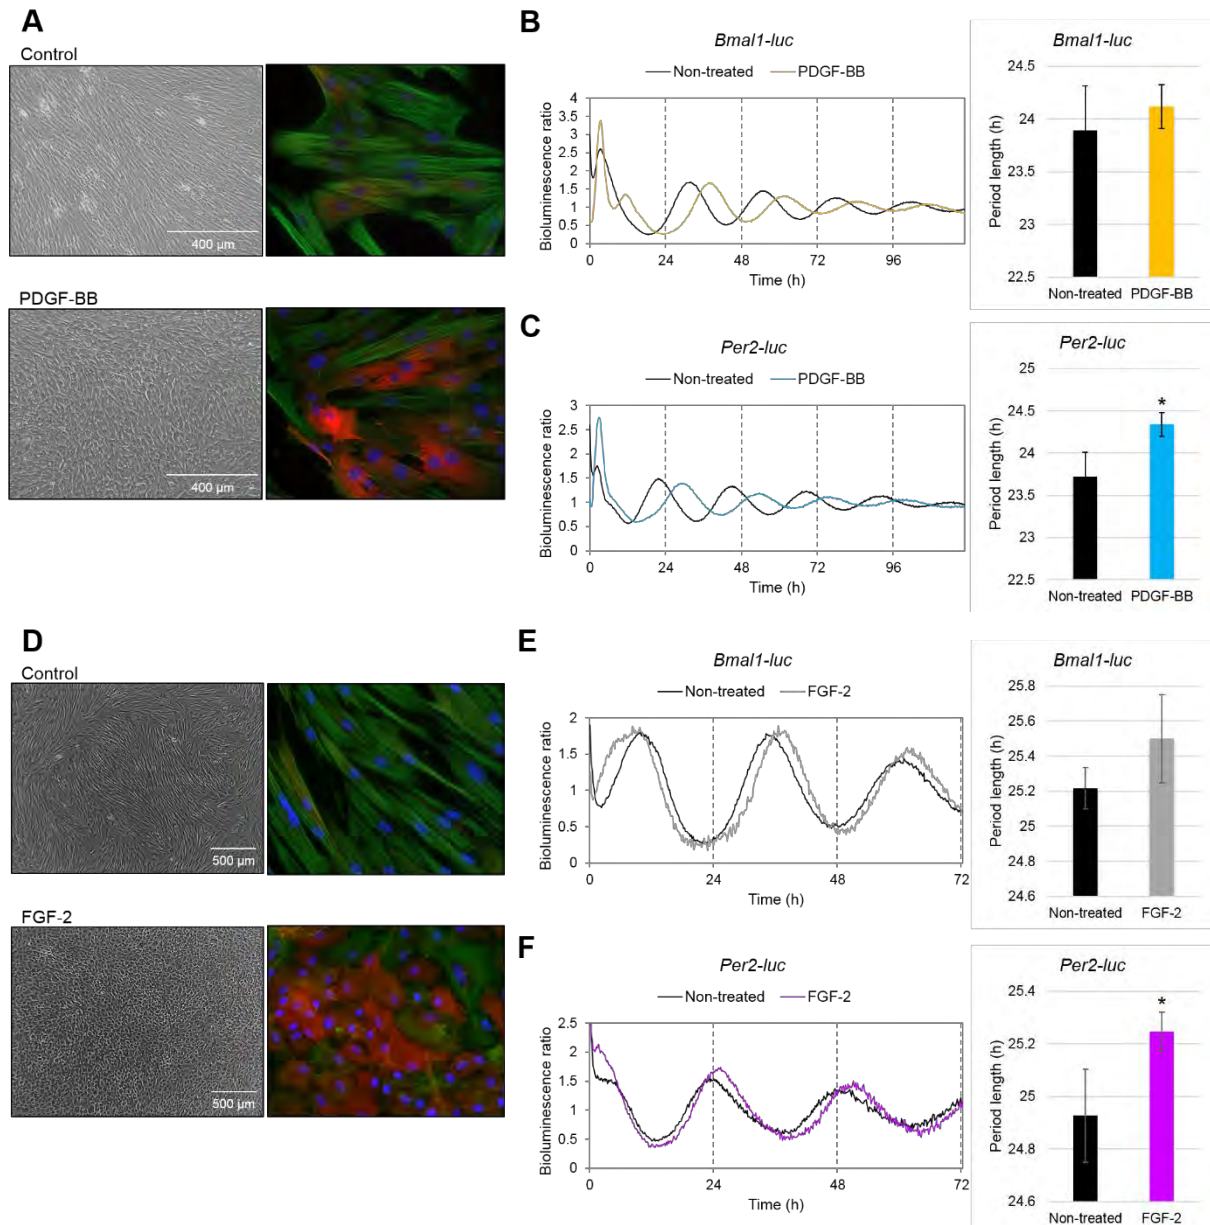 A
Control
400 µm
PDGF-BB
400 µm
B
Bmal1-luc
Non-treated PDGF-BB
Bioluminescence ratio
4
3.5
3
2.5
2
1.5
1
0.5
0
0 24 48 72 96
Time (h)
Bmal1-luc
Period length (h)
24.5
24
23.5
23
22.5
Non-treated PDGF-BB
C
Per2-luc
Non-treated PDGF-BB
Bioluminescence ratio
3
2.5
2
1.5
1
0.5
0
0 24 48 72 96
Time (h)
Per2-luc
Period length (h)
25
24.5
24
23.5
23
22.5
*
Non-treated PDGF-BB
D
Control
500 µm
FGF-2
500 µm
E
Bmal1-luc
Non-treated FGF-2
Bioluminescence ratio
2
1.5
1
0.5
0
0 24 48 72
Time (h)
Bmal1-luc
Period length (h)
25.8
25.6
25.4
25.2
25
24.8
24.6
Non-treated FGF-2
F
Per2-luc
Non-treated FGF-2
Bioluminescence ratio
2.5
2
1.5
1
0.5
0
0 24 48 72
Time (h)
Per2-luc
Period length (h)
25.4
25.2
25
24.8
24.6
*
Non-treated FGF-2